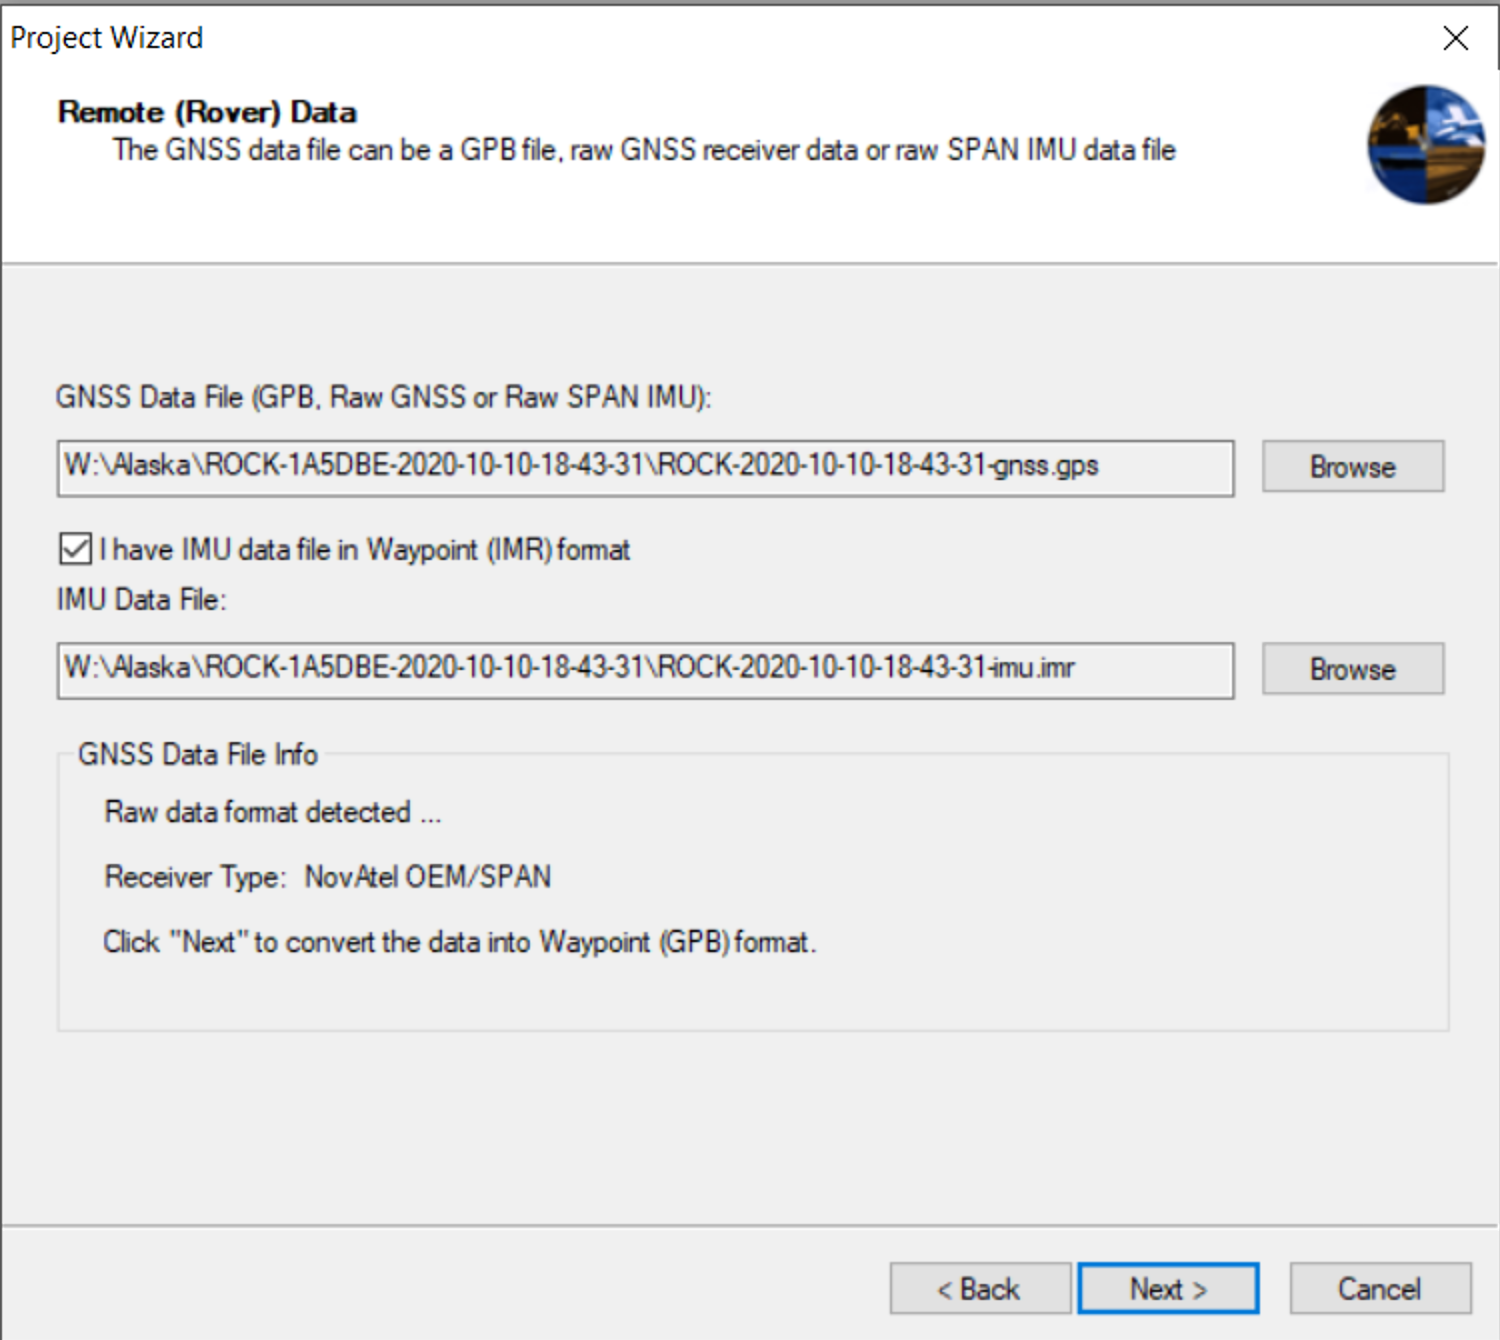 Project Wizard
Remote (Rover) Data
The GNSS data file can be a GPB file, raw GNSS receiver data or raw SPAN IMU data file
GNSS Data File (GPB, Raw GNSS or Raw SPAN IMU):
W:\Alaska\ROCK-1A5DBE-2020-10-10-18-43-31\ROCK-2020-10-10-18-43-31-gnss.gps
Browse
I have IMU data file in Waypoint (IMR) format
IMU Data File:
W:\Alaska\ROCK-1A5DBE-2020-10-10-18-43-31\ROCK-2020-10-10-18-43-31-imu.imr
Browse
GNSS Data File Info
Raw data format detected ...
Receiver Type: NovAtel OEM/SPAN
Click "Next" to convert the data into Waypoint (GPB) format.
< Back
Next >
Cancel